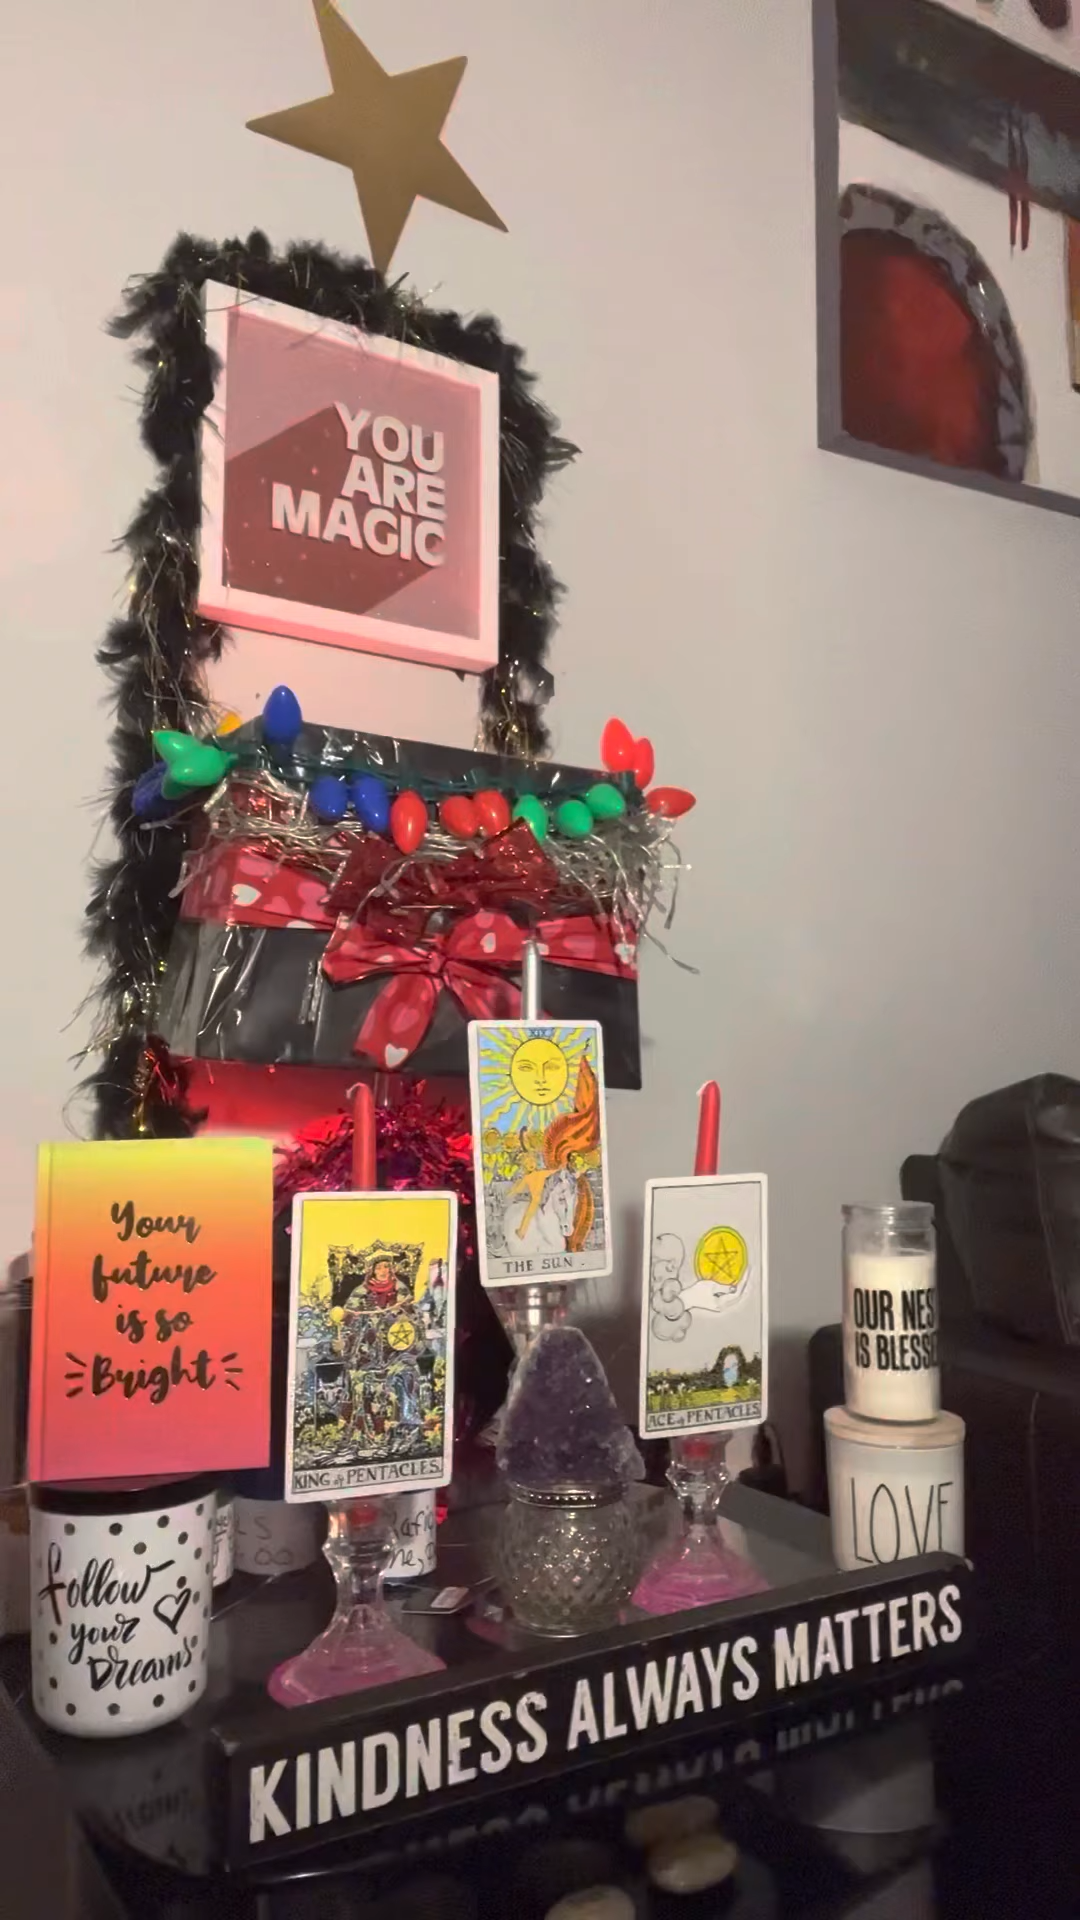 YOU
ARE
MAGIC
THE SUN.
Your
future
is so
Bright
KING of PENTACLES.
ACE of PENTACLES.
OUR NES
IS BLESSE
LOVE
follow
your
Dreams
KINDNESS ALWAYS MATTERS